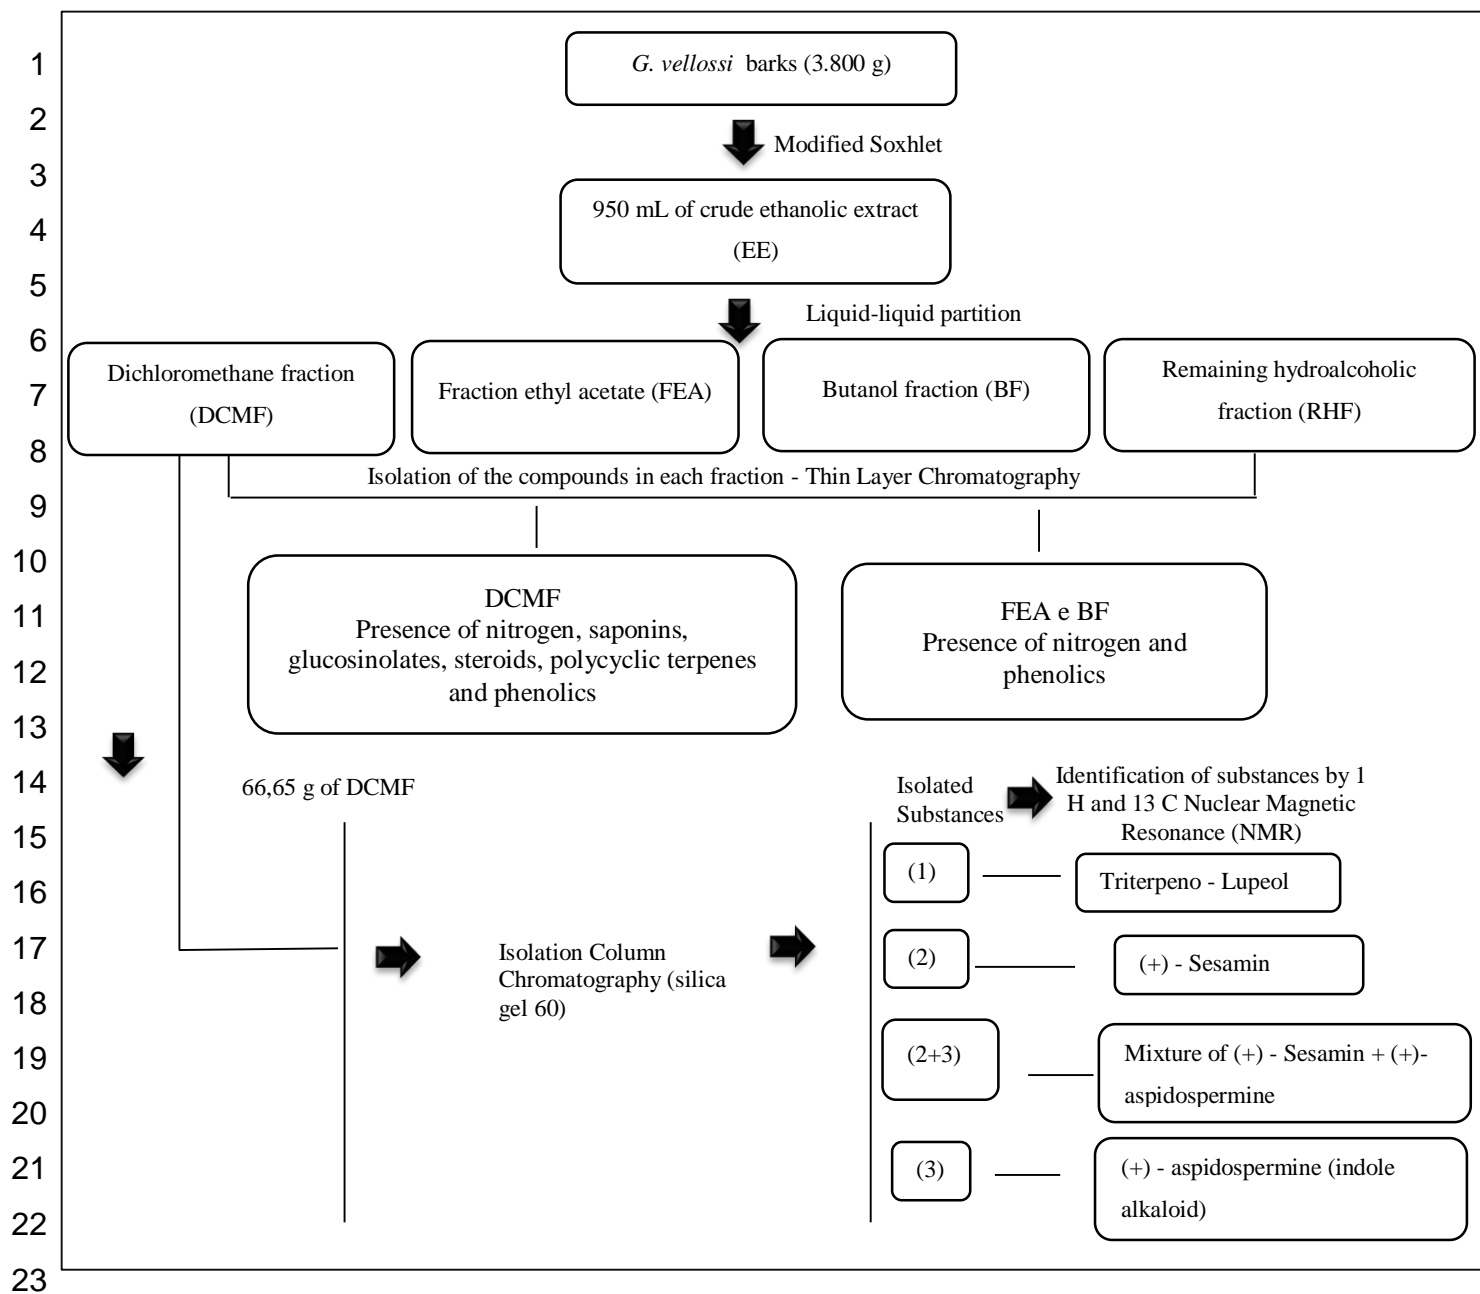 1
G. vellossi barks (3.800 g)
2
Modified Soxhlet
3
950 mL of crude ethanolic extract
4
(EE)
5
Liquid-liquid partition
6
Dichloromethane fraction
(DCMF)
Fraction ethyl acetate (FEA)
Butanol fraction (BF)
Remaining hydroalcoholic
fraction (RHF)
7
8
Isolation of the compounds in each fraction - Thin Layer Chromatography
9
10
DCMF
Presence of nitrogen, saponins,
glucosinolates, steroids, polycyclic terpenes
and phenolics
11
FEA e BF
Presence of nitrogen and
phenolics
12
13
14
66,65 g of DCMF
Isolated
Substances
Identification of substances by 1
H and 13 C Nuclear Magnetic
Resonance (NMR)
15
(1)
Triterpeno - Lupeol
16
17
Isolation Column
Chromatography (silica
gel 60)
(2)
(+) - Sesamin
18
19
(2+3)
Mixture of (+) - Sesamin + (+)-
aspidospermine
20
21
(3)
(+) - aspidospermine (indole
alkaloid)
22
23